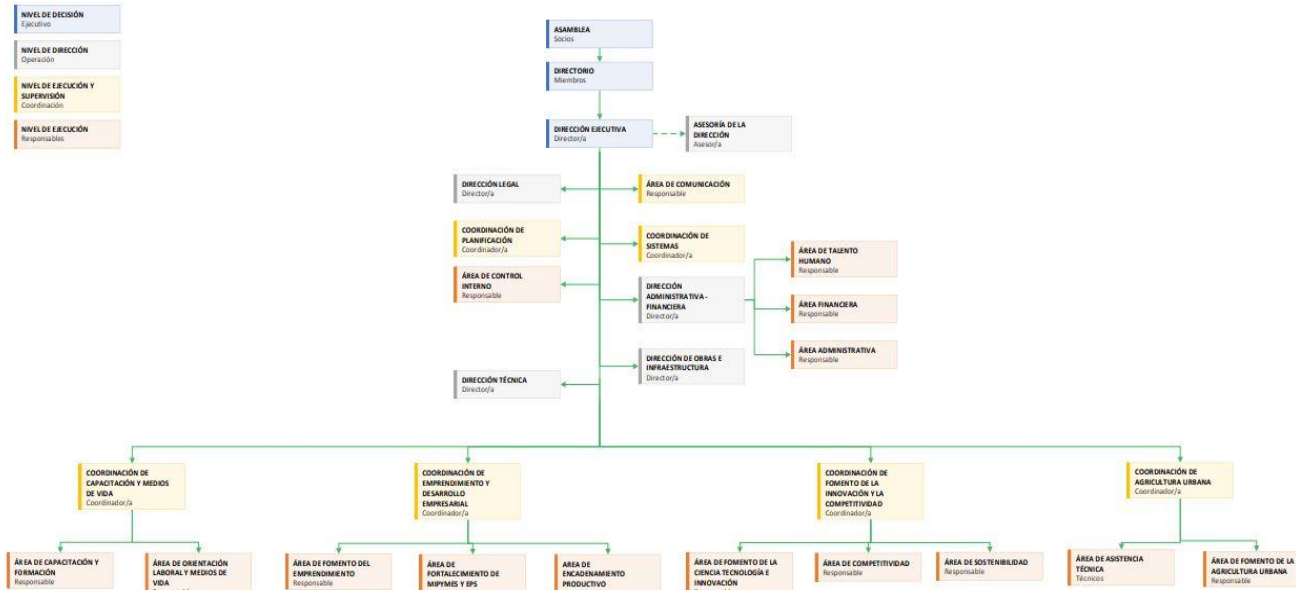 NIVEL DE DECISIÓN
Ejecutivo
NIVEL DE DIRECCIÓN
Operación
NIVEL DE EJECUCIÓN Y
SUPERVISIÓN
Coordinación
NIVEL DE EJECUCIÓN
Responsables
ASAMBLEA
Socios
DIRECTORIO
Miembros
DIRECCIÓN EJECUTIVA
Director/a
ASESORÍA DE LA
DIRECCIÓN
Asesor/a
DIRECCIÓN LEGAL
Director/a
ÁREA DE COMUNICACIÓN
Responsable
COORDINACIÓN DE
PLANIFICACIÓN
Coordinador/a
COORDINACIÓN DE
SISTEMAS
Coordinador/a
ÁREA DE TALENTO
HUMANO
Responsable
ÁREA DE CONTROL
INTERNO
Responsable
DIRECCIÓN
ADMINISTRATIVA -
FINANCIERA
Director/a
ÁREA FINANCIERA
Responsable
ÁREA ADMINISTRATIVA
Responsable
DIRECCIÓN DE OBRAS E
INFRAESTRUCTURA
Director/a
DIRECCIÓN TÉCNICA
Director/a
COORDINACIÓN DE
CAPACITACIÓN Y MEDIOS
DE VIDA
Coordinador/a
COORDINACIÓN DE
EMPRENDIMIENTO Y
DESARROLLO
EMPRESARIAL
Coordinador/a
COORDINACIÓN DE
FOMENTO DE LA
INNOVACIÓN Y LA
COMPETITIVIDAD
Coordinador/a
COORDINACIÓN DE
AGRICULTURA URBANA
Coordinador/a
ÁREA DE CAPACITACIÓN Y
FORMACIÓN
Responsable
ÁREA DE ORIENTACIÓN
LABORAL Y MEDIOS DE
VIDA
ÁREA DE FOMENTO DEL
EMPRENDIMIENTO
Responsable
ÁREA DE
FORTALECIMIENTO DE
MIPYMES Y EPS
ÁREA DE
ENCADENAMIENTO
PRODUCTIVO
ÁREA DE FOMENTO DE LA
CIENCIA TECNOLOGÍA E
INNOVACIÓN
ÁREA DE COMPETITIVIDAD
Responsable
ÁREA DE SOSTENIBILIDAD
Responsable
ÁREA DE ASISTENCIA
TÉCNICA
Técnicos
ÁREA DE FOMENTO DE LA
AGRICULTURA URBANA
Responsable